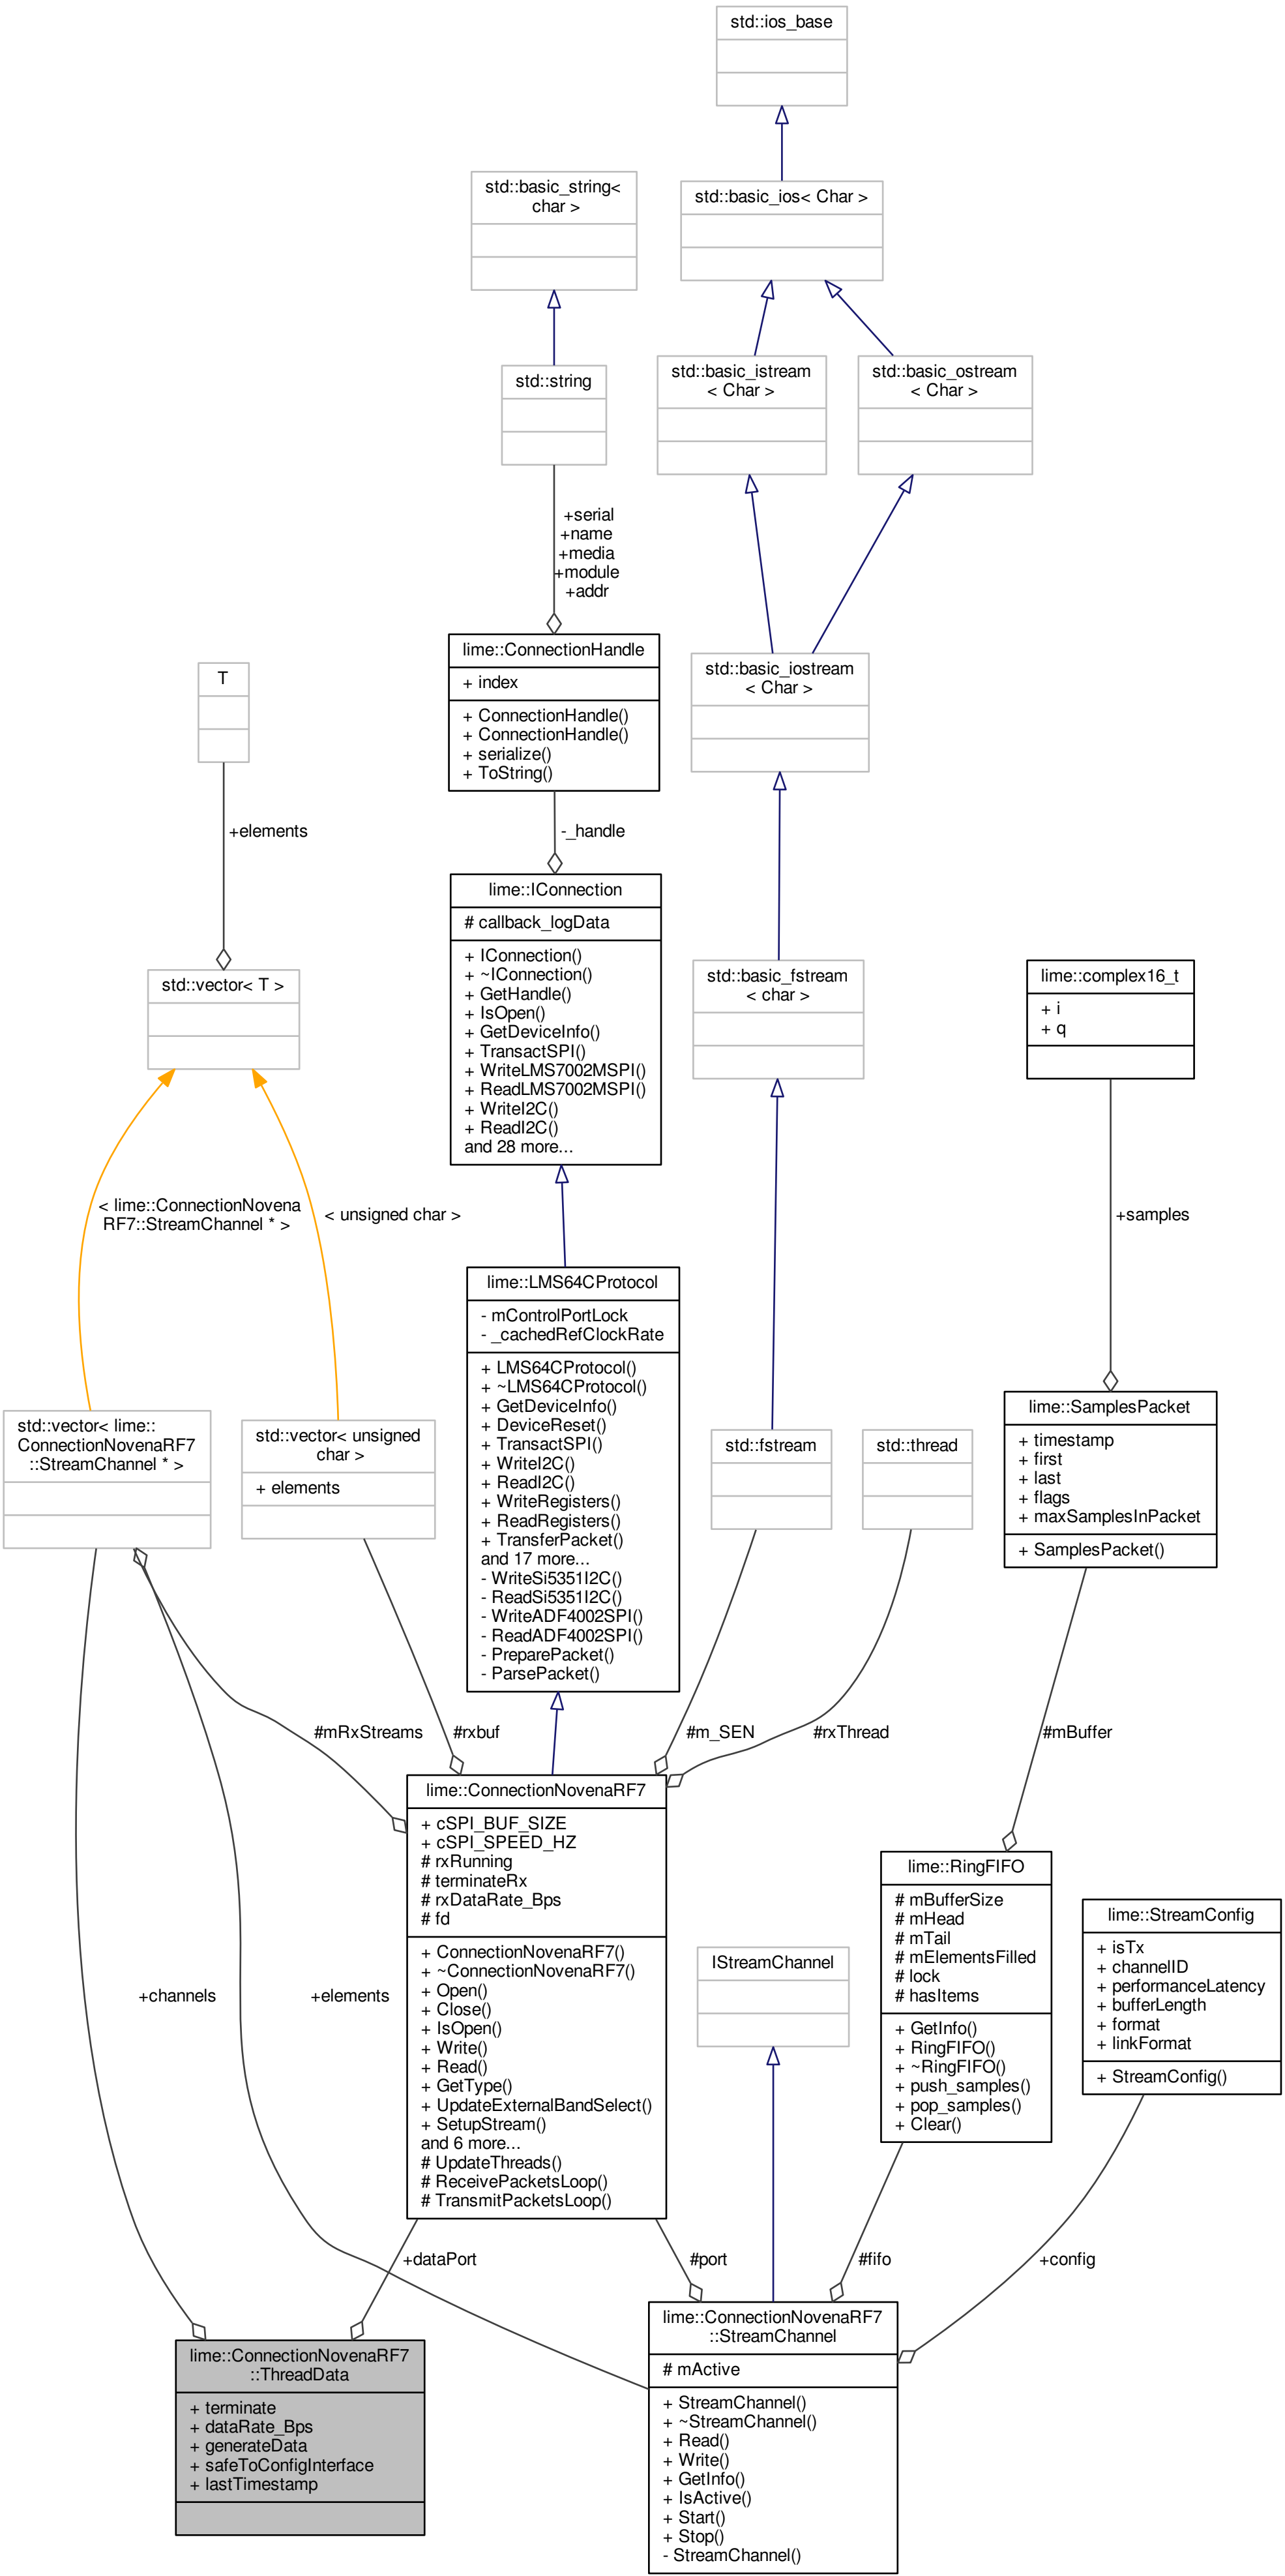 std::ios_base
std::basic_string<
char >
std::basic_ios< Char >
std::string
std::basic_istream
< Char >
std::basic_ostream
< Char >
+serial
+name
+media
+module
+addr
lime::ConnectionHandle
+ index
+ ConnectionHandle()
+ ConnectionHandle()
+ serialize()
+ ToString()
std::basic_iostream
< Char >
T
+elements
-_handle
lime::IConnection
# callback_logData
+ IConnection()
+ ~IConnection()
+ GetHandle()
+ IsOpen()
+ GetDeviceInfo()
+ TransactSPI()
+ WriteLMS7002MSPI()
+ ReadLMS7002MSPI()
+ WriteI2C()
+ ReadI2C()
and 28 more...
std::vector< T >
std::basic_fstream
< char >
lime::complex16_t
+ i
+ q
< lime::ConnectionNovena
RF7::StreamChannel * >
< unsigned char >
+samples
lime::LMS64CProtocol
- mControlPortLock
- _cachedRefClockRate
+ LMS64CProtocol()
+ ~LMS64CProtocol()
+ GetDeviceInfo()
+ DeviceReset()
+ TransactSPI()
+ WriteI2C()
+ ReadI2C()
+ WriteRegisters()
+ ReadRegisters()
+ TransferPacket()
and 17 more...
- WriteSi5351I2C()
- ReadSi5351I2C()
- WriteADF4002SPI()
- ReadADF4002SPI()
- PreparePacket()
- ParsePacket()
std::vector< lime::
ConnectionNovenaRF7
::StreamChannel * >
std::vector< unsigned
char >
+ elements
std::fstream
std::thread
lime::SamplesPacket
+ timestamp
+ first
+ last
+ flags
+ maxSamplesInPacket
+ SamplesPacket()
#mRxStreams
#rxbuf
#m_SEN
#rxThread
#mBuffer
lime::ConnectionNovenaRF7
+ cSPI_BUF_SIZE
+ cSPI_SPEED_HZ
# rxRunning
# terminateRx
# rxDataRate_Bps
# fd
+ ConnectionNovenaRF7()
+ ~ConnectionNovenaRF7()
+ Open()
+ Close()
+ IsOpen()
+ Write()
+ Read()
+ GetType()
+ UpdateExternalBandSelect()
+ SetupStream()
and 6 more...
# UpdateThreads()
# ReceivePacketsLoop()
# TransmitPacketsLoop()
lime::RingFIFO
# mBufferSize
# mHead
# mTail
# mElementsFilled
# lock
# hasItems
+ GetInfo()
+ RingFIFO()
+ ~RingFIFO()
+ push_samples()
+ pop_samples()
+ Clear()
lime::StreamConfig
+ isTx
+ channelID
+ performanceLatency
+ bufferLength
+ format
+ linkFormat
+ StreamConfig()
IStreamChannel
+channels
+elements
+dataPort
#port
#fifo
+config
lime::ConnectionNovenaRF7
::StreamChannel
# mActive
+ StreamChannel()
+ ~StreamChannel()
+ Read()
+ Write()
+ GetInfo()
+ IsActive()
+ Start()
+ Stop()
- StreamChannel()
lime::ConnectionNovenaRF7
::ThreadData
+ terminate
+ dataRate_Bps
+ generateData
+ safeToConfigInterface
+ lastTimestamp